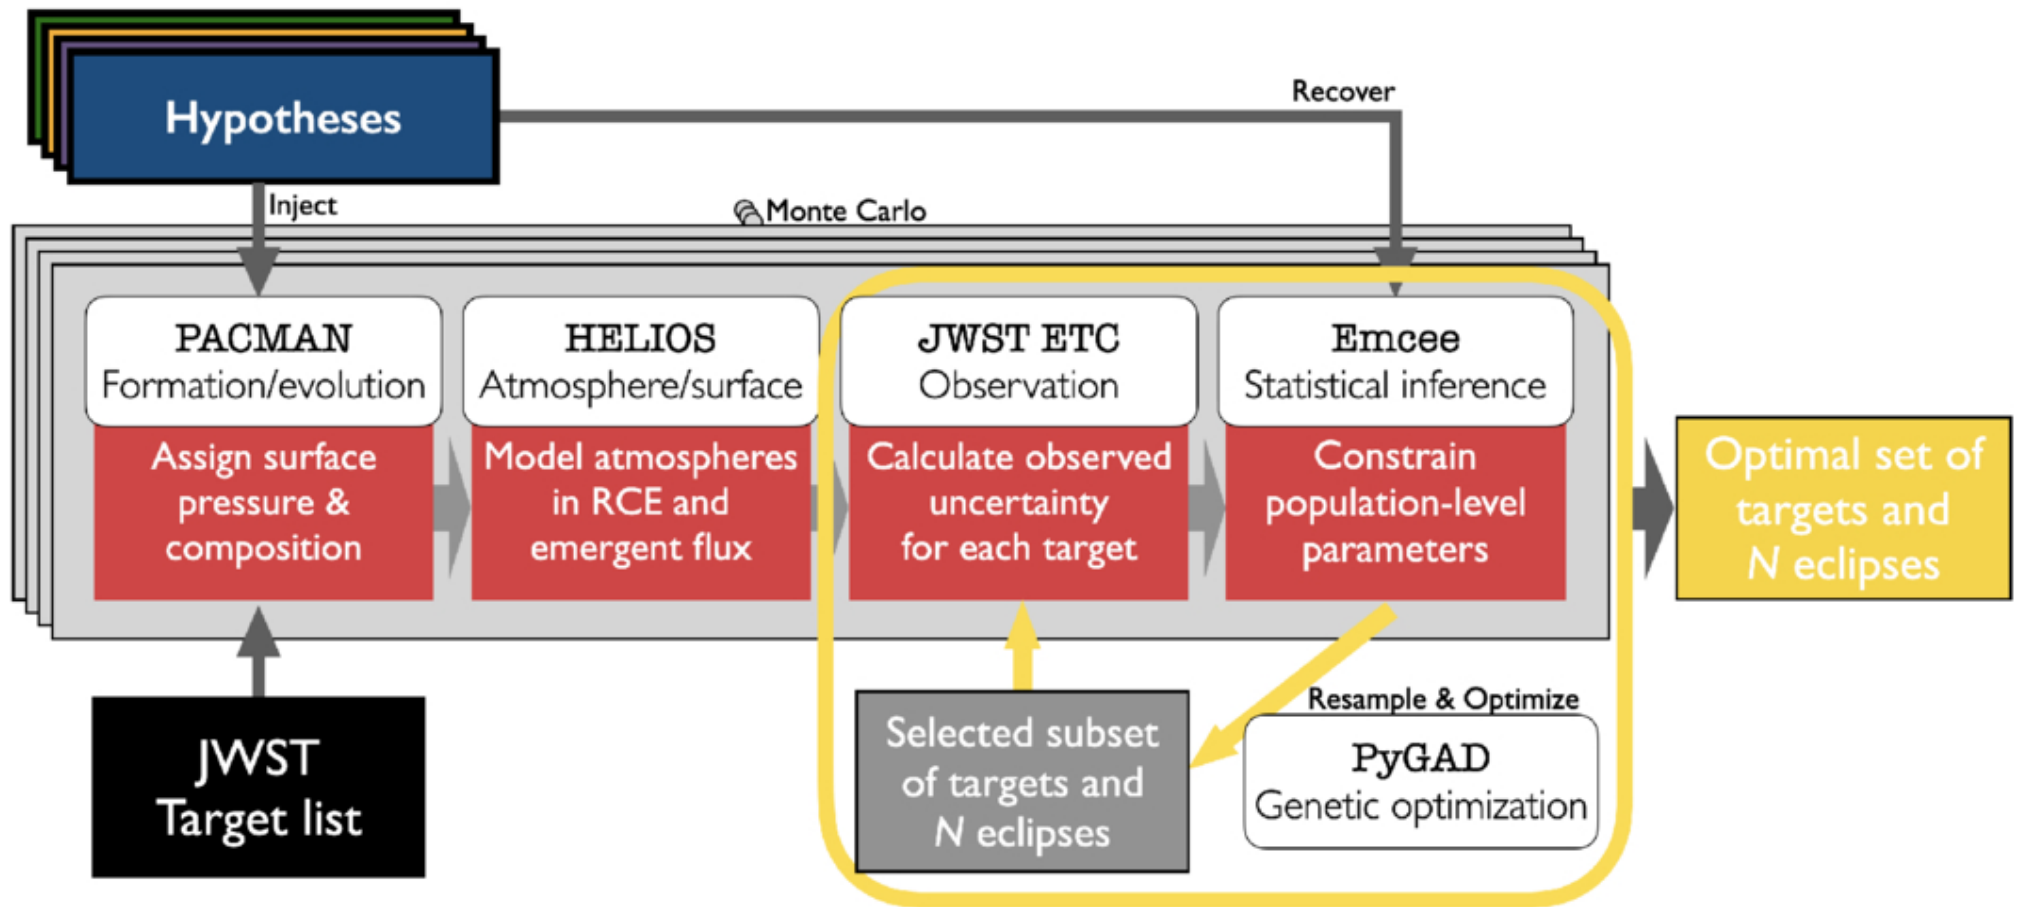 Hypotheses
Recover
Inject
Monte Carlo
PACMAN
Formation/evolution
Assign surface
pressure &
composition
HELIOS
Atmosphere/surface
Model atmospheres
in RCE and
emergent flux
JWST ETC
Observation
Calculate observed
uncertainty
for each target
Emcee
Statistical inference
Constrain
population-level
parameters
Optimal set of
targets and
N eclipses
JWST
Target list
Selected subset
of targets and
N eclipses
Resample & Optimize
PyGAD
Genetic optimization